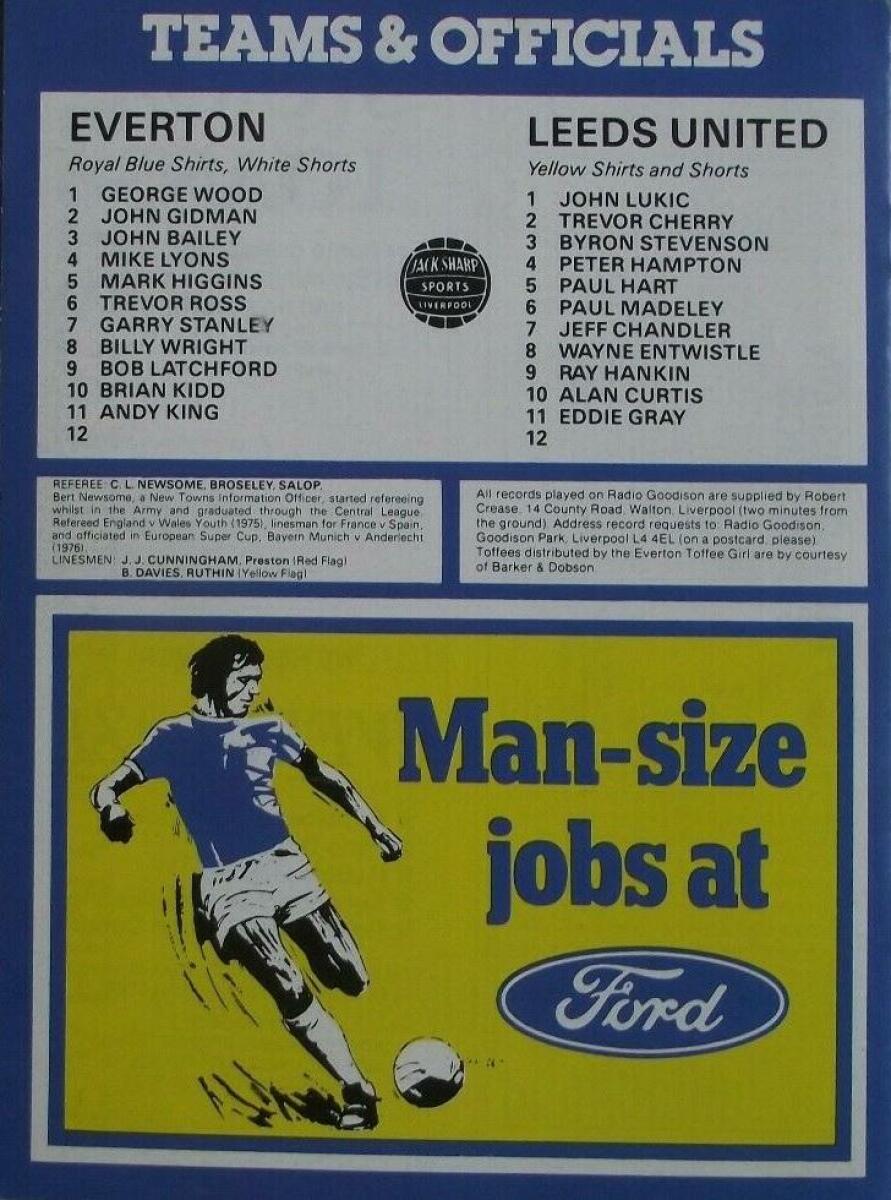 TEAMS & OFFICIALS
EVERTON
Royal Blue Shirts, White Shorts
1 GEORGE WOOD
2 JOHN GIDMAN
3 JOHN BAILEY
4 MIKE LYONS
5 MARK HIGGINS
6 TREVOR ROSS
7 GARRY STANLEY
8 BILLY WRIGHT
9 BOB LATCHFORD
10 BRIAN KIDD
11 ANDY KING
12
JACK SHARP
SPORTS
LIVERPOOL
LEEDS UNITED
Yellow Shirts and Shorts
1 JOHN LUKIC
2 TREVOR CHERRY
3 BYRON STEVENSON
4 PETER HAMPTON
5 PAUL HART
6 PAUL MADELEY
7 JEFF CHANDLER
8 WAYNE ENTWISTLE
9 RAY HANKIN
10 ALAN CURTIS
11 EDDIE GRAY
12
REFEREE: C. L. NEWSOME, BROSELEY, SALOP.
Bert Newsome, a New Towns Information Officer, started refereeing
whilst in the Army and graduated through the Central League.
Refereed England v Wales Youth (1975), linesman for France v Spain,
and officiated in European Super Cup, Bayern Munich v Anderlecht
(1976).
LINESMEN: J. J. CUNNINGHAM, Preston (Red Flag)
B. DAVIES, RUTHIN (Yellow Flag)
All records played on Radio Goodison are supplied by Robert
Crease, 14 County Road, Walton, Liverpool (two minutes from
the ground). Address record requests to: Radio Goodison,
Goodison Park, Liverpool L4 4EL (on a postcard, please).
Toffees distributed by the Everton Toffee Girl are by courtesy
of Barker & Dobson.
Man-size
jobs at
Ford